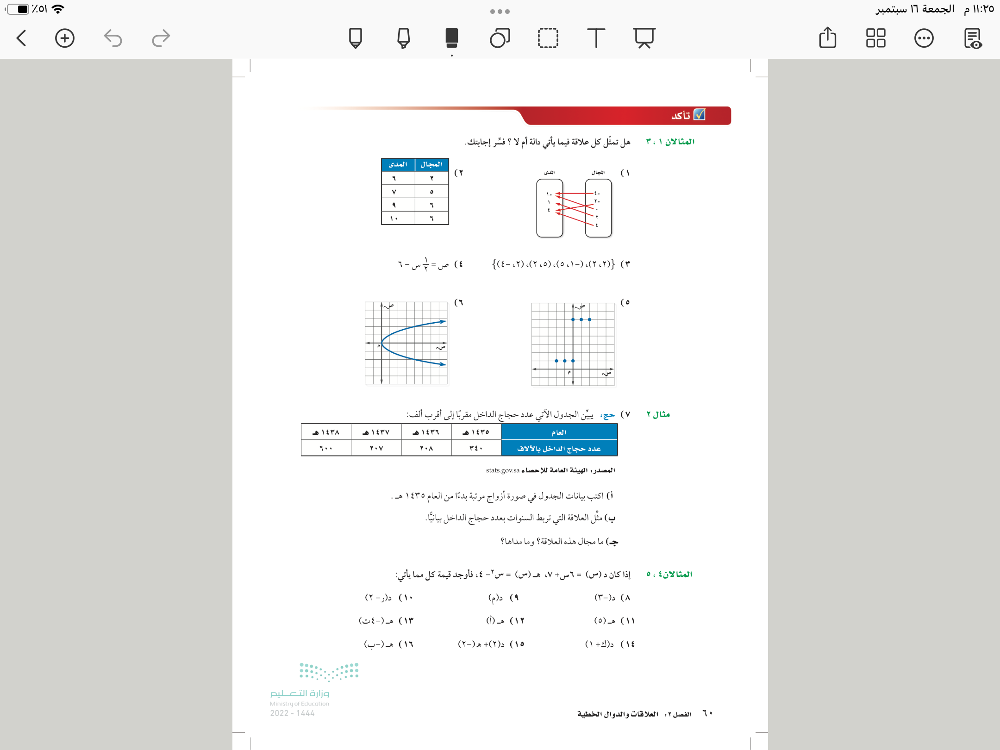 ١١:٢٥ م الجمعة ١٦ سبتمبر
٥١٪
تأكد
المثالان ١ ، ٣ هل تمثّل كل علاقة فيما يأتي دالة أم لا ؟ فسِّر إجابتك.
١)
المجال المدى
-٤ -١
-٢ ١
٠ ٤
٢
٤
٢)
المجال المدى
٢ ٦
٥ ٧
٦ ٩
٦ ١٠
٣) {(٢، ٢)، (-١، ٥)، (٥، ٢)، (٢، -٤)}
٤) ص = ١/٢ س - ٦
٥)
ص
س
م
٦)
ص
س
م
مثال ٢ ٧) حج: يبيِّن الجدول الآتي عدد حجاج الداخل مقربًا إلى أقرب ألف:
العام ١٤٣٥ هـ ١٤٣٦ هـ ١٤٣٧ هـ ١٤٣٨ هـ
عدد حجاج الداخل بالآلاف ٣٤٠ ٢٠٨ ٢٠٧ ٦٠٠
المصدر: الهيئة العامة للإحصاء stats.gov.sa
أ) اكتب بيانات الجدول في صورة أزواج مرتبة بدءًا من العام ١٤٣٥ هـ .
ب) مثِّل العلاقة التي تربط السنوات بعدد حجاج الداخل بيانيًّا.
جـ) ما مجال هذه العلاقة؟ وما مداها؟
المثالان ٤ ، ٥ إذا كان د (س) = ٦س+ ٧، هـ (س) = س٢- ٤، فأوجد قيمة كل مما يأتي:
٨) د(-٣) ٩) د(م) ١٠) د(ر- ٢)
١١) هـ (٥) ١٢) هـ (أ) ١٣) هـ (-٤ت)
١٤) د(ك+ ١) ١٥) د(٢)+ هـ (-٢) ١٦) هـ (-ب)
وزارة التعـــليم
Ministry of Education
2022 - 1444
٦٠ الفصل ٢: العلاقات والدوال الخطية